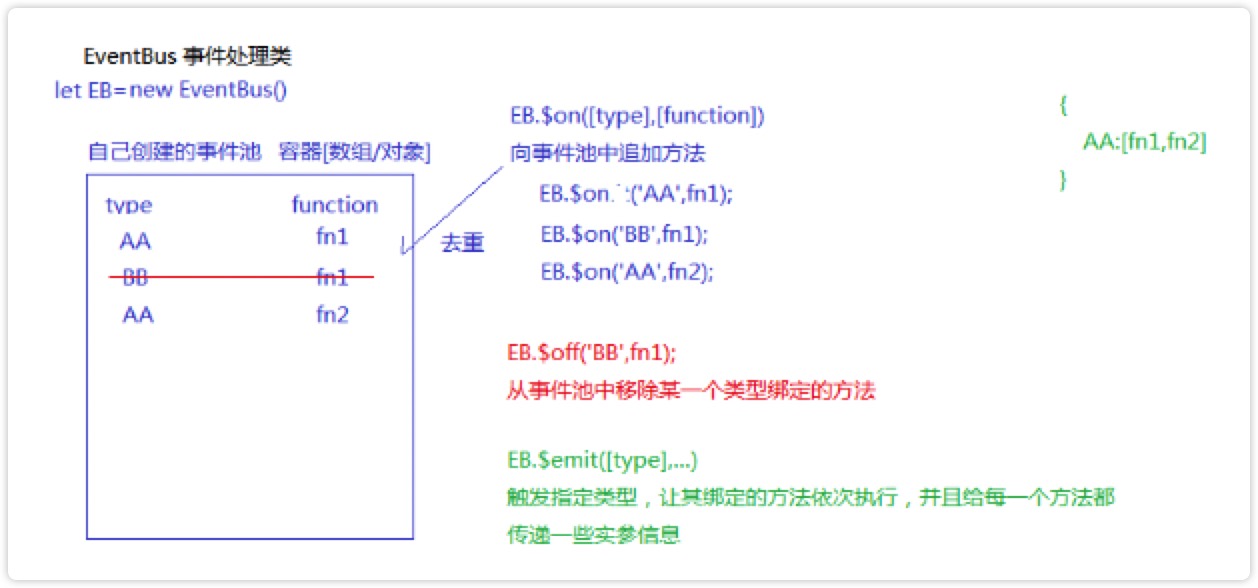 EventBus 事件处理类
let EB=new EventBus()
自己创建的事件池 容器[数组/对象]
type function
AA fn1
BB fn1
AA fn2
去重
EB.$on([type],[function])
向事件池中追加方法
EB.$on.t('AA',fn1);
EB.$on('BB',fn1);
EB.$on('AA',fn2);
EB.$off('BB',fn1);
从事件池中移除某一个类型绑定的方法
EB.$emit([type],...)
触发指定类型，让其绑定的方法依次执行，并且给每一个方法都
传递一些实参信息
{
AA:[fn1,fn2]
}